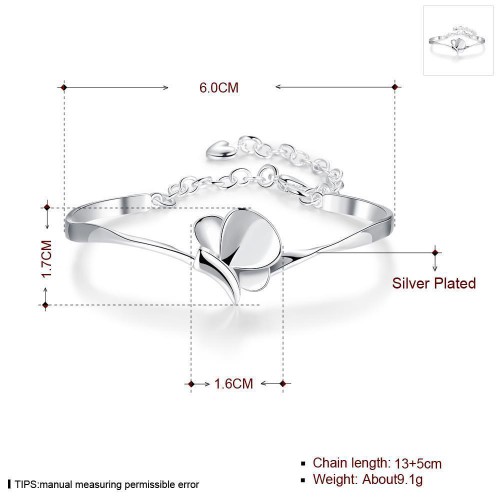 6.0CM
1.7CM
Silver Plated
1.6CM
Chain length: 13+5cm
Weight: About9.1g
TIPS:manual measuring permissible error